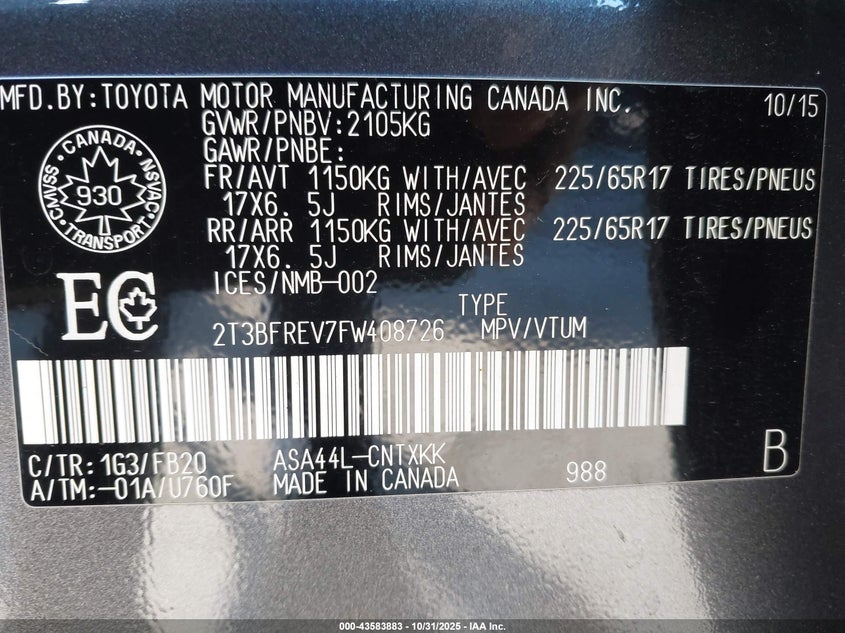 MFD.BY:TOYOTA MOTOR MANUFACTURING CANADA INC. 10/15
GVWR/PNBV:2105KG
GAWR/PNBE:
FR/AVT 1150KG WITH/AVEC 225/65R17 TIRES/PNEUS
17X6. 5J RIMS/JANTES
RR/ARR 1150KG WITH/AVEC 225/65R17 TIRES/PNEUS
17X6. 5J RIMS/JANTES
ICES/NMB-002
CANADA
CMVSS NSVAC
930
TRANSPORT
EC
TYPE
2T3BFREV7FW408726 MPV/VTUM
C/TR: 1G3/FB20 ASA44L-CNTXKK
A/TM:-01A/U760F MADE IN CANADA 988 B
000-43583883 - 10/31/2025 - IAA Inc.